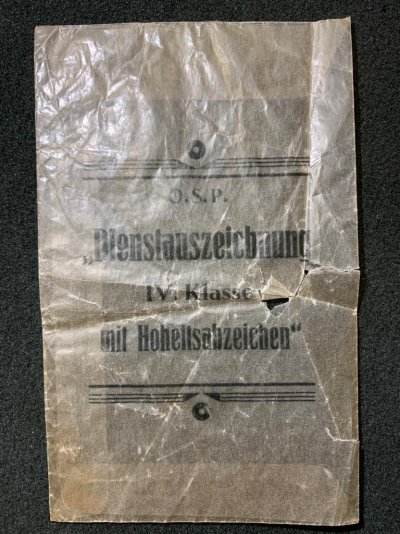 O.S.P.
„Dienstauszeichnung
IV. Klasse
mit Hoheitsabzeichen“